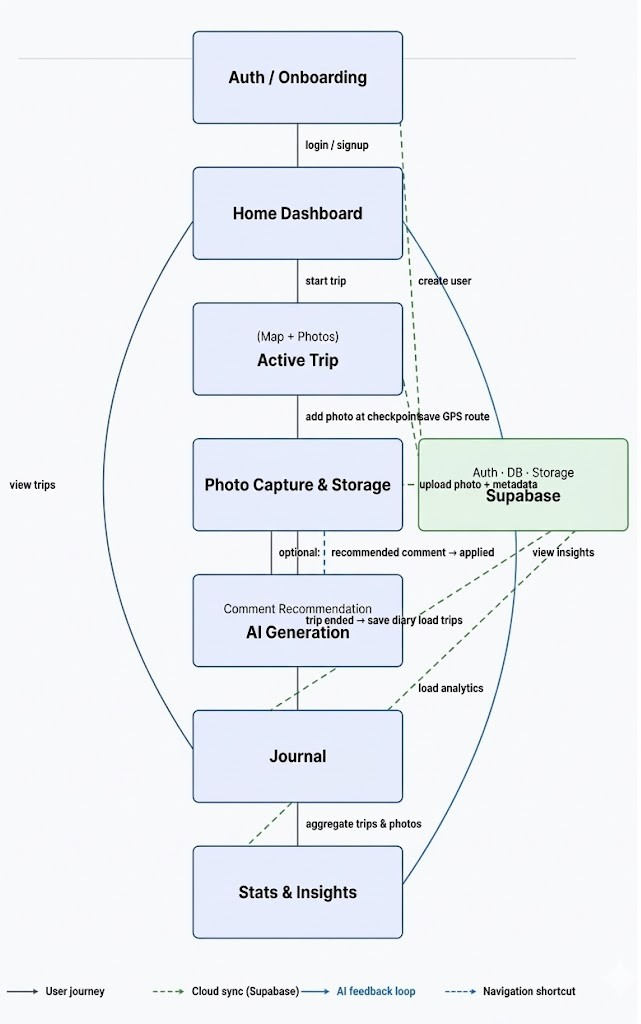 Auth / Onboarding
login / signup
Home Dashboard
start trip
create user
(Map + Photos)
Active Trip
add photo at checkpoint
save GPS route
Photo Capture & Storage
Auth · DB · Storage
upload photo + metadata
Supabase
view trips
optional:
recommended comment → applied
view insights
Comment Recommendation
trip ended → save diary
load trips
AI Generation
load analytics
Journal
aggregate trips & photos
Stats & Insights
User journey
Cloud sync (Supabase)
AI feedback loop
Navigation shortcut